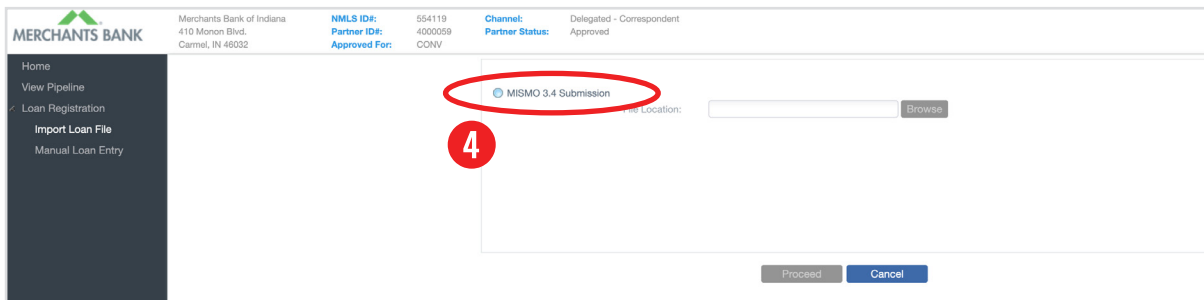 MERCHANTS BANK
Merchants Bank of Indiana
410 Monon Blvd.
Carmel, IN 46032
NMLS ID#: 554119
Partner ID#: 4000059
Approved For: CONV
Channel: Delegated - Correspondent
Partner Status: Approved
Home
View Pipeline
Loan Registration
Import Loan File
Manual Loan Entry
MISMO 3.4 Submission
File Location:
Browse
4
Proceed
Cancel